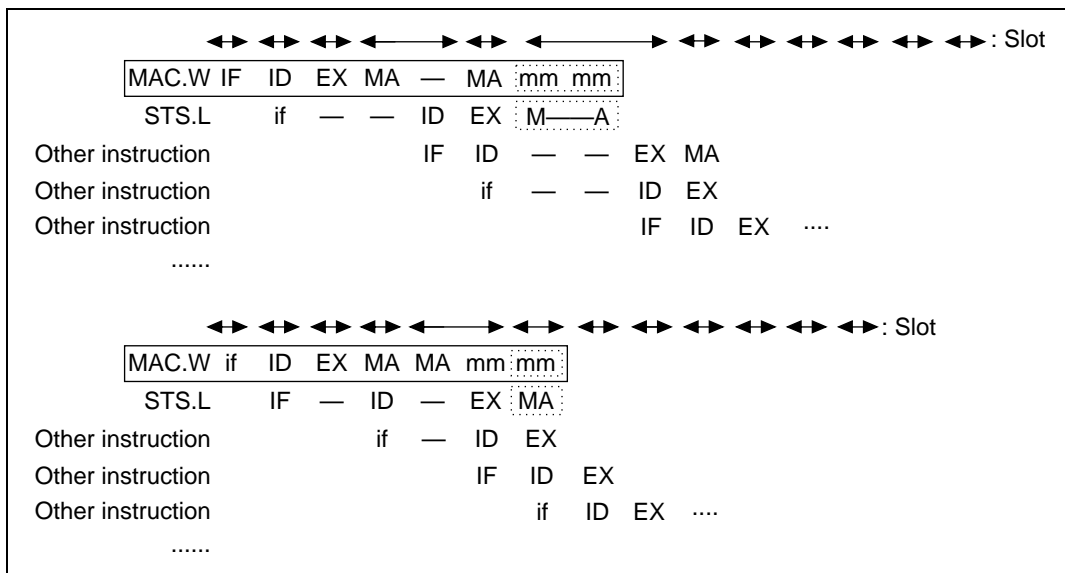 : Slot
MAC.W IF ID EX MA — MA mm mm
STS.L if — — ID EX M——A
Other instruction IF ID — — EX MA
Other instruction if — — ID EX
Other instruction IF ID EX ····
......
: Slot
MAC.W if ID EX MA MA mm mm
STS.L IF — ID — EX MA
Other instruction if — ID EX
Other instruction IF ID EX
Other instruction if ID EX ····
......